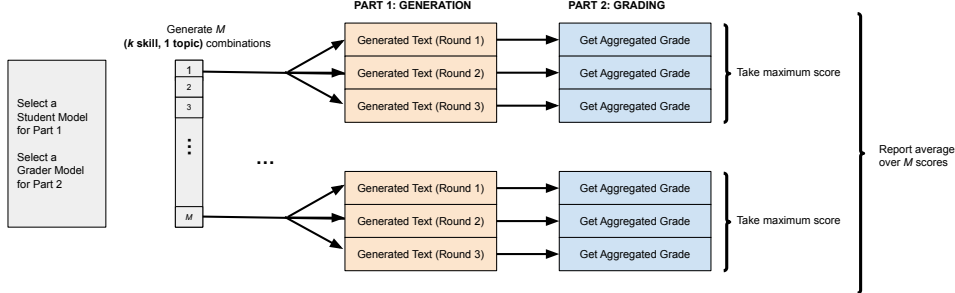 PART 1: GENERATION
PART 2: GRADING
Generate M
(k skill, 1 topic) combinations
Select a
Student Model
for Part 1
Select a
Grader Model
for Part 2
1
2
3
⋮
M
...
Generated Text (Round 1)
Generated Text (Round 2)
Generated Text (Round 3)
Get Aggregated Grade
Get Aggregated Grade
Get Aggregated Grade
Take maximum score
Generated Text (Round 1)
Generated Text (Round 2)
Generated Text (Round 3)
Get Aggregated Grade
Get Aggregated Grade
Get Aggregated Grade
Take maximum score
Report average
over M scores